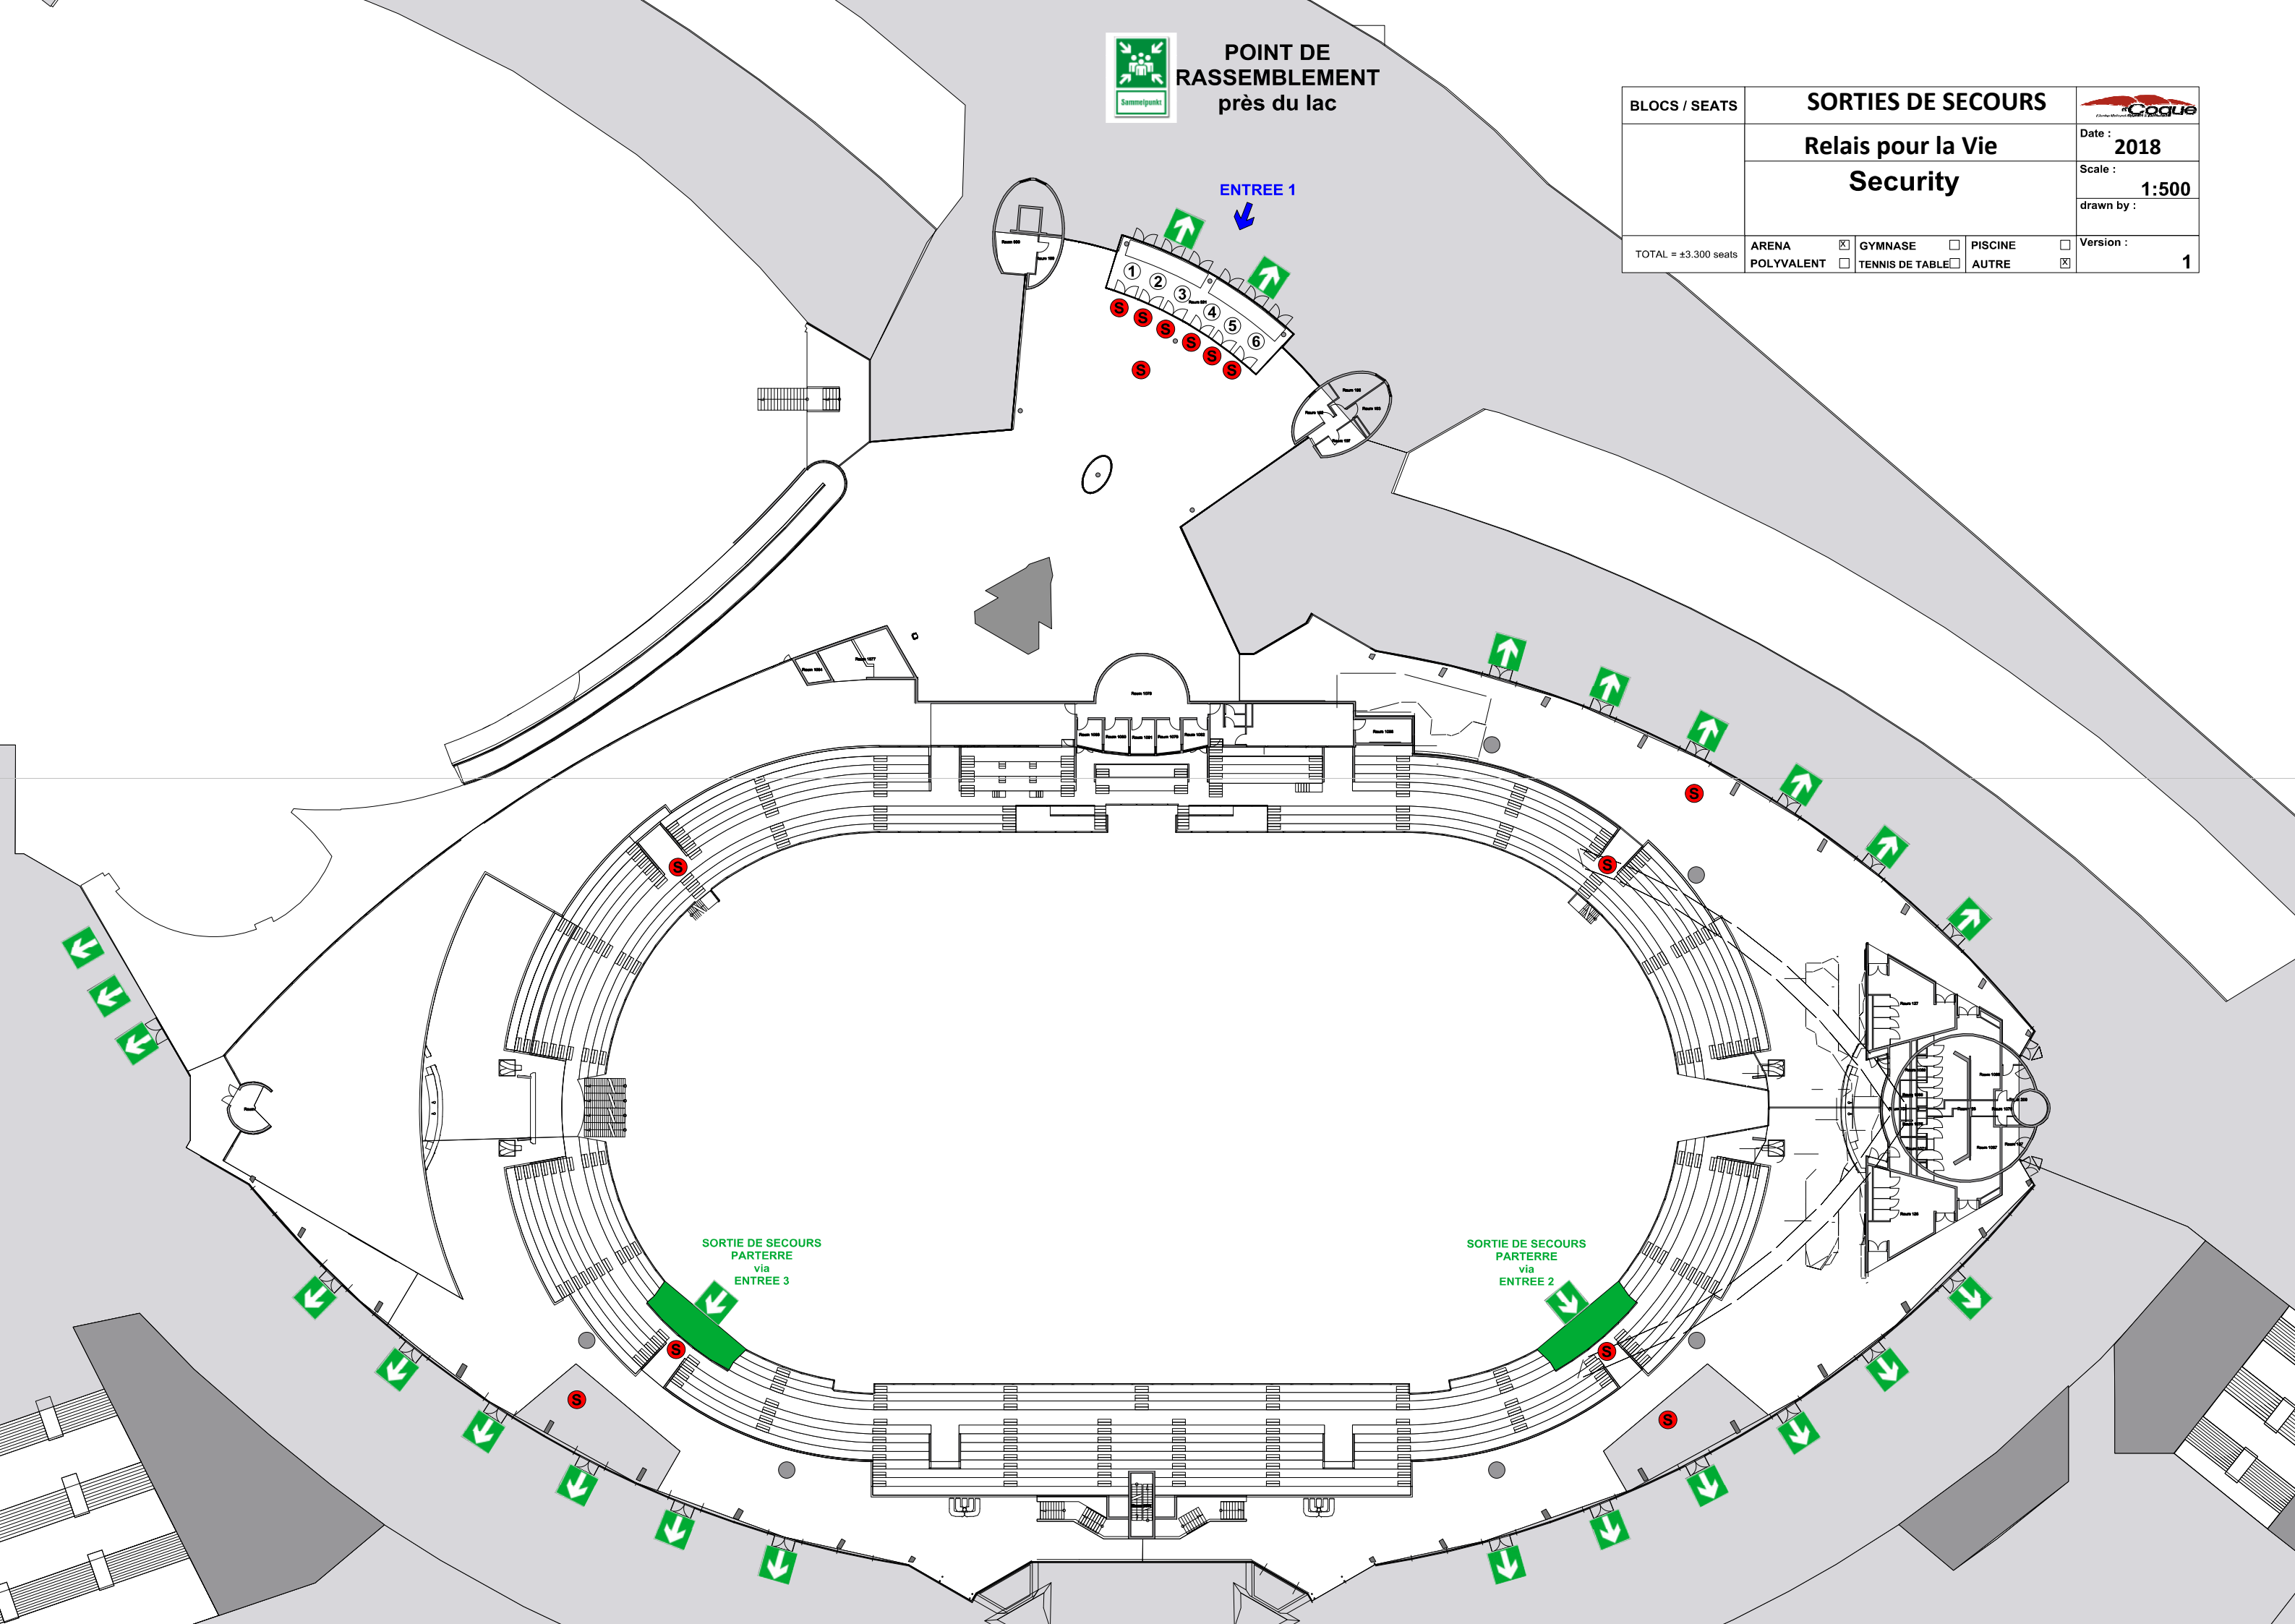 POINT DE
RASSEMBLEMENT
près du lac
Sammelpunkt
BLOCS / SEATS
SORTIES DE SECOURS
Coque
Relais pour la Vie
Date :
2018
Security
Scale :
1:500
drawn by :
TOTAL = ±3.300 seats
ARENA X
GYMNASE
PISCINE
POLYVALENT
TENNIS DE TABLE
AUTRE X
Version :
1
ENTREE 1
1
2
3
4
5
6
S
S
S
S
S
S
S
S
S
S
SORTIE DE SECOURS
PARTERRE
via
ENTREE 3
SORTIE DE SECOURS
PARTERRE
via
ENTREE 2
S
S
S
S